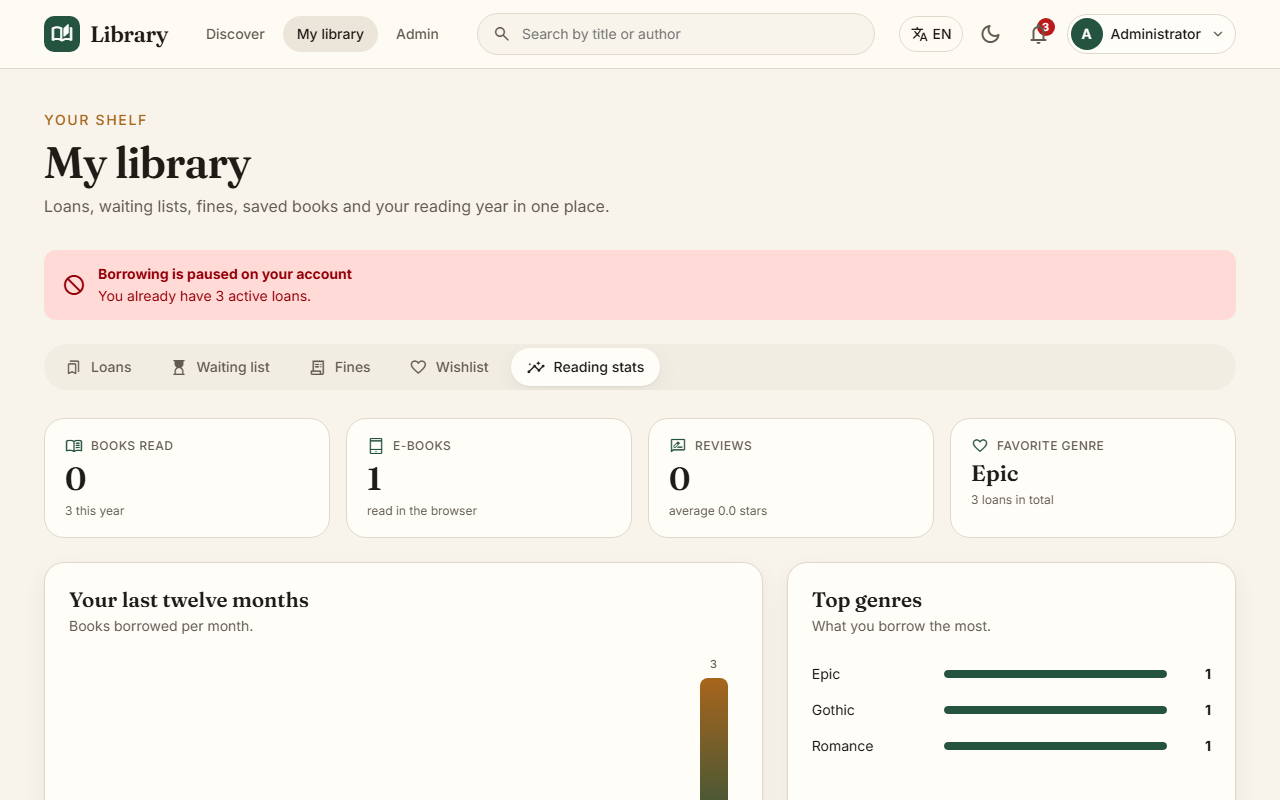 Library
Discover
My library
Admin
Search by title or author
EN
3
A
Administrator
YOUR SHELF
My library
Loans, waiting lists, fines, saved books and your reading year in one place.
Borrowing is paused on your account
You already have 3 active loans.
Loans
Waiting list
Fines
Wishlist
Reading stats
BOOKS READ
0
3 this year
E-BOOKS
1
read in the browser
REVIEWS
0
average 0.0 stars
FAVORITE GENRE
Epic
3 loans in total
Your last twelve months
Books borrowed per month.
3
Top genres
What you borrow the most.
Epic 1
Gothic 1
Romance 1